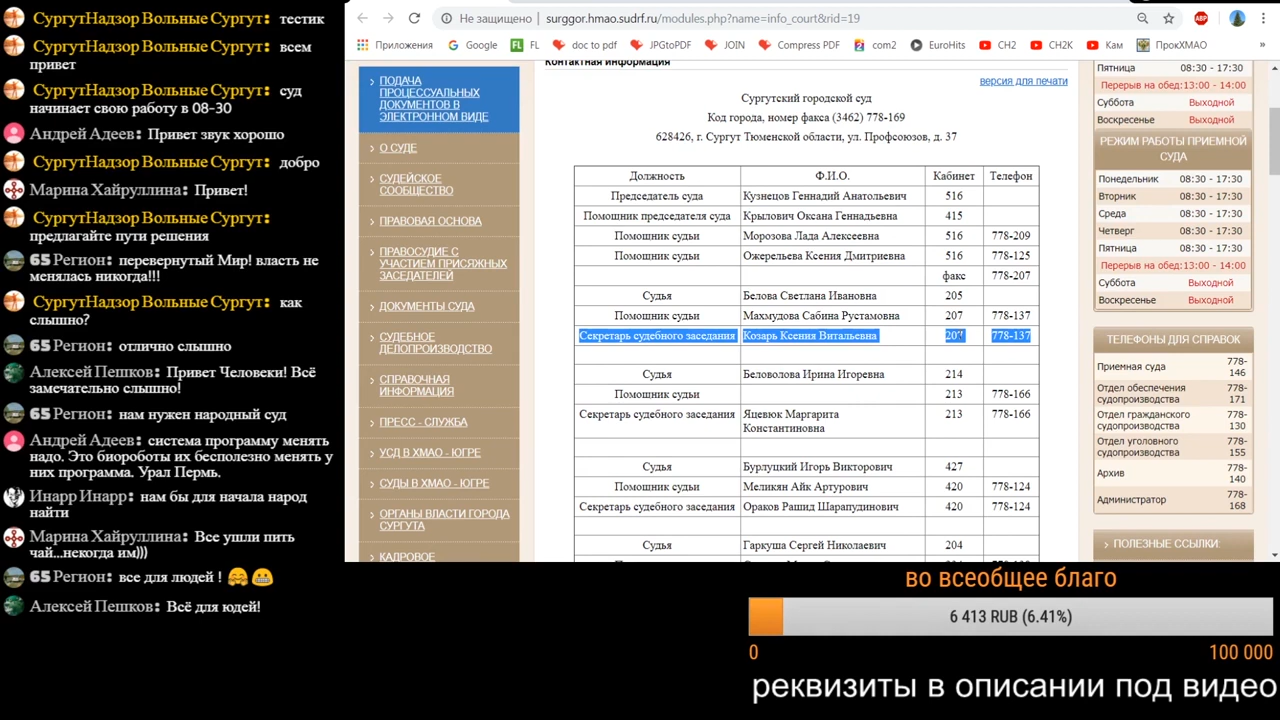 СургутНадзор Вольные Сургут: тестик
СургутНадзор Вольные Сургут: всем
привет
СургутНадзор Вольные Сургут: суд
начинает свою работу в 08-30
Андрей Адеев: Привет звук хорошо
СургутНадзор Вольные Сургут: добро
Марина Хайруллина: Привет!
СургутНадзор Вольные Сургут:
предлагайте пути решения
65 Регион: перевернутый Мир! власть не
менялась никогда!!!
СургутНадзор Вольные Сургут: как
слышно?
65 Регион: отлично слышно
Алексей Пешков: Привет Человеки! Всё
замечательно слышно!
65 Регион: нам нужен народный суд
Андрей Адеев: система программу менять
надо. Это биороботы их бесполезно менять у
них программа. Урал Пермь.
Инарр Инарр: нам бы для начала народ
найти
Марина Хайруллина: Все ушли пить
чай...некогда им)))
65 Регион: все для людей ! 🤗😬
Алексей Пешков: Всё для юдей!
Не защищено | surggor.hmao.sudrf.ru/modules.php?name=info_court&rid=19
Приложения Google FL doc to pdf JPGtoPDF JOIN Compress PDF com2 EuroHits CH2 CH2K Кам ПрокХМАО »
ПОДАЧА
ПРОЦЕССУАЛЬНЫХ
ДОКУМЕНТОВ В
ЭЛЕКТРОННОМ ВИДЕ
О СУДЕ
СУДЕЙСКОЕ
СООБЩЕСТВО
ПРАВОВАЯ ОСНОВА
ПРАВОСУДИЕ С
УЧАСТИЕМ ПРИСЯЖНЫХ
ЗАСЕДАТЕЛЕЙ
ДОКУМЕНТЫ СУДА
СУДЕБНОЕ
ДЕЛОПРОИЗВОДСТВО
СПРАВОЧНАЯ
ИНФОРМАЦИЯ
ПРЕСС - СЛУЖБА
УСД В ХМАО - ЮГРЕ
СУДЫ В ХМАО - ЮГРЕ
ОРГАНЫ ВЛАСТИ ГОРОДА
СУРГУТА
КАДРОВОЕ
Контактная информация
версия для печати
Сургутский городской суд
Код города, номер факса (3462) 778-169
628426, г. Сургут Тюменской области, ул. Профсоюзов, д. 37
Должность Ф.И.О. Кабинет Телефон
Председатель суда Кузнецов Геннадий Анатольевич 516
Помошник председателя суда Крылович Оксана Геннадьевна 415
Помошник судьи Морозова Лада Алексеевна 516 778-209
Помошник судьи Ожерельева Ксения Дмитриевна 516 778-125
факс 778-207
Судья Белова Светлана Ивановна 205
Помошник судьи Махмудова Сабина Рустамовна 207 778-137
Секретарь судебного заседания Козарь Ксения Витальевна 207 778-137
Судья Беловолова Ирина Игоревна 214
Помошник судьи 213 778-166
Секретарь судебного заседания Яцевюк Маргарита 213 778-166
Константиновна
Судья Бурлуцкий Игорь Викторович 427
Помошник судьи Меликян Айк Артурович 420 778-124
Секретарь судебного заседания Ораков Рашид Шарапудинович 420 778-124
Судья Гаркуша Сергей Николаевич 204
Пятница 08:30 - 17:30
Перерыв на обед:13:00 - 14:00
Суббота Выходной
Воскресенье Выходной
РЕЖИМ РАБОТЫ ПРИЕМНОЙ
СУДА
Понедельник 08:30 - 17:30
Вторник 08:30 - 17:30
Среда 08:30 - 17:30
Четверг 08:30 - 17:30
Пятница 08:30 - 17:30
Перерыв на обед:13:00 - 14:00
Суббота Выходной
Воскресенье Выходной
ТЕЛЕФОНЫ ДЛЯ СПРАВОК
Приемная суда 778-
146
Отдел обеспечения 778-
судопроизводства 171
Отдел гражданского 778-
судопроизводства 130
Отдел уголовного 778-
судопроизводства 155
Архив 778-
140
Администратор 778-
168
ПОЛЕЗНЫЕ ССЫЛКИ:
во всеобщее благо
6 413 RUB (6.41%)
0 100 000
реквизиты в описании под видео